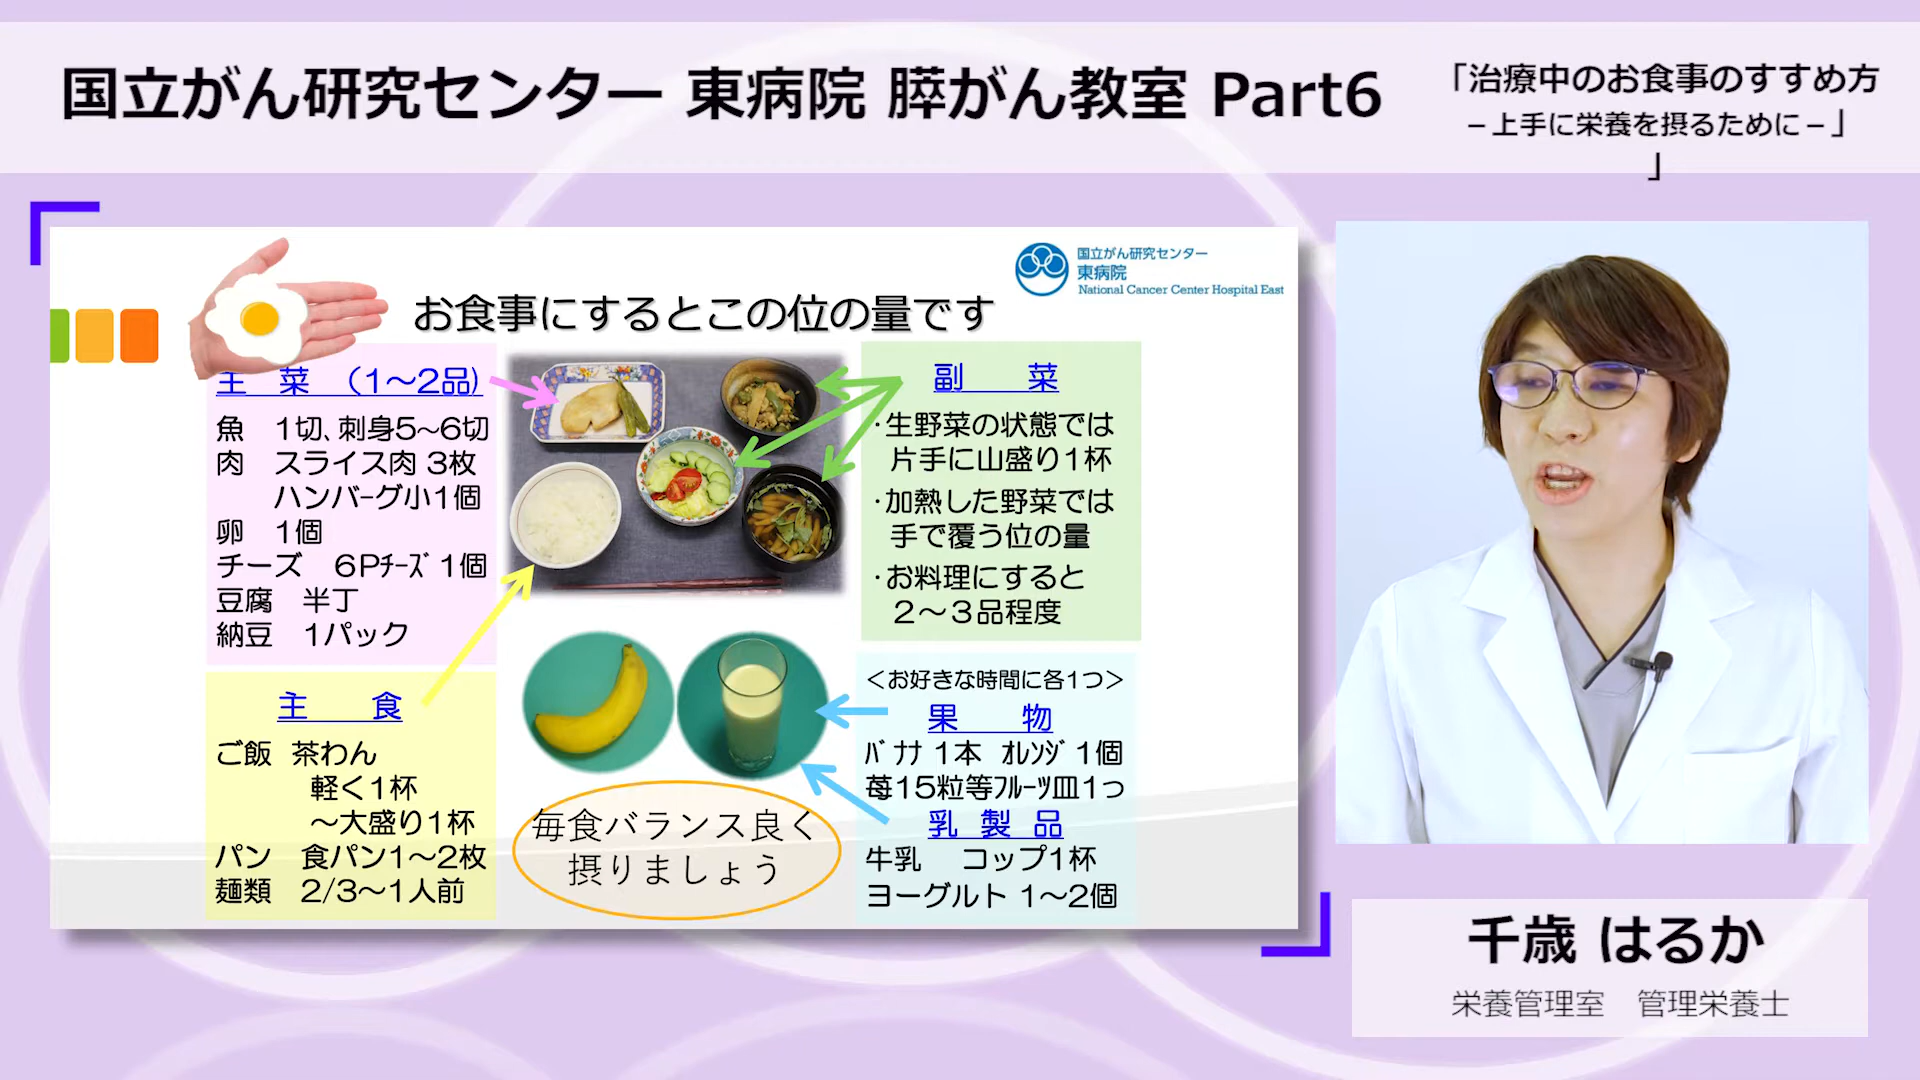 国立がん研究センター 東病院 膵がん教室 Part6
「治療中のお食事のすすめ方
－上手に栄養を摂るために－」
」
国立がん研究センター
東病院
National Cancer Center Hospital East
お食事にするとこの位の量です
主　菜　（1～2品）
魚　1切、刺身5～6切
肉　スライス肉 3枚
ハンバーグ小1個
卵　1個
チーズ　6Pﾁｰｽﾞ 1個
豆腐　半丁
納豆　1パック
主　食
ご飯　茶わん
軽く1杯
～大盛り1杯
パン　食パン1～2枚
麺類　2/3～1人前
副　菜
・生野菜の状態では
片手に山盛り1杯
・加熱した野菜では
手で覆う位の量
・お料理にすると
２～３品程度
＜お好きな時間に各1つ＞
果　物
ﾊﾞﾅﾅ 1本　ｵﾚﾝｼﾞ 1個
苺15粒等ﾌﾙｰﾂ皿1つ
乳 製 品
牛乳　コップ1杯
ヨーグルト 1～2個
毎食バランス良く
摂りましょう
千歳 はるか
栄養管理室　管理栄養士